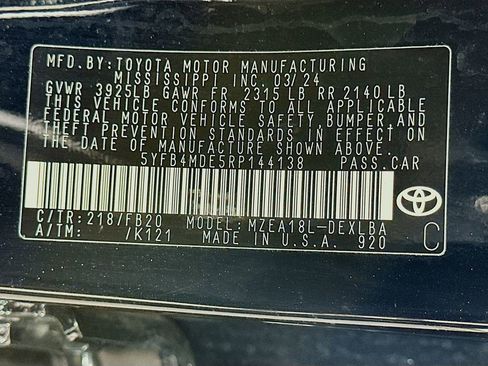 MFD. BY: TOYOTA MOTOR MANUFACTURING
MISSISSIPPI INC. 03/24
GVWR 3925LB GAWR FR 2315 LB RR 2140 LB
THIS VEHICLE CONFORMS TO ALL APPLICABLE
FEDERAL MOTOR VEHICLE SAFETY, BUMPER, AND
THEFT PREVENTION STANDARDS IN EFFECT ON
THE DATE OF MANUFACTURE SHOWN ABOVE.
5YFB4MDE5RP144138 PASS. CAR
C/TR: 218/FB20 MODEL: MZEA18L-DEXLBA
A/TM: /K121 MADE IN U.S.A. 920
C